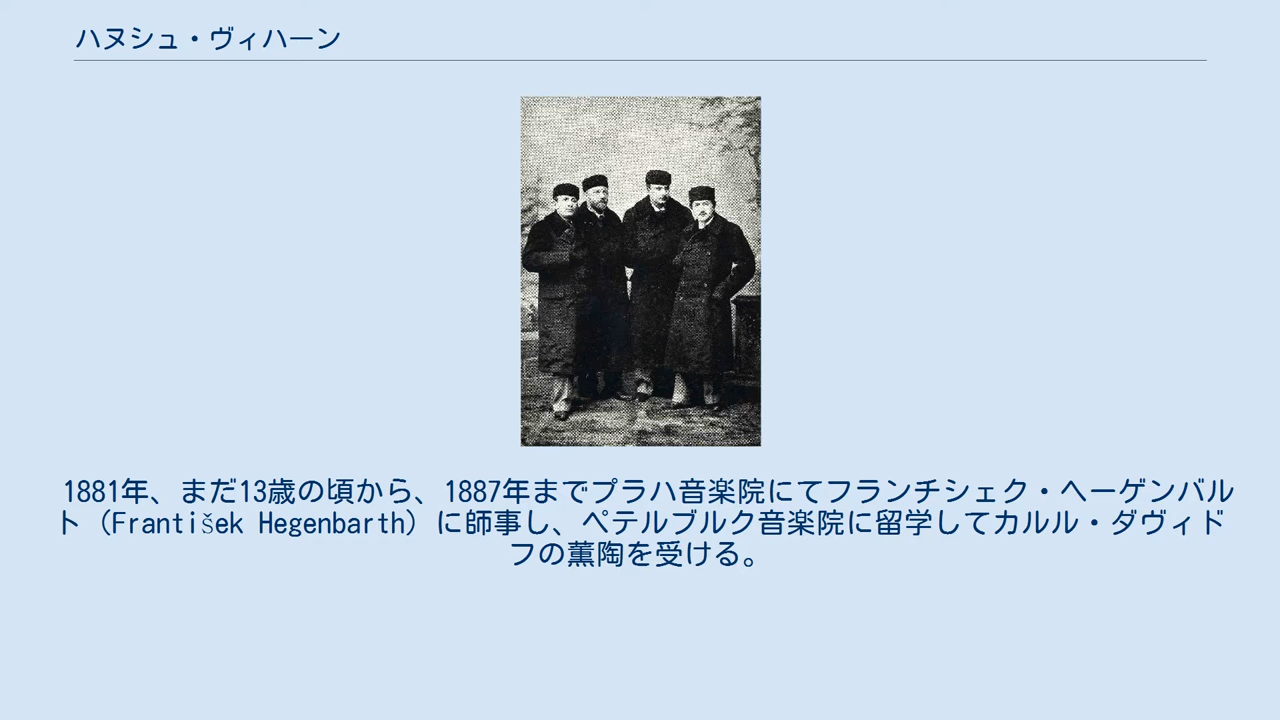 ハヌシュ・ヴィハーン
1881年、まだ13歳の頃から、1887年までプラハ音楽院にてフランチシェク・ヘーゲンバル
ト（František Hegenbarth）に師事し、ペテルブルク音楽院に留学してカルル・ダヴィド
フの薫陶を受ける。